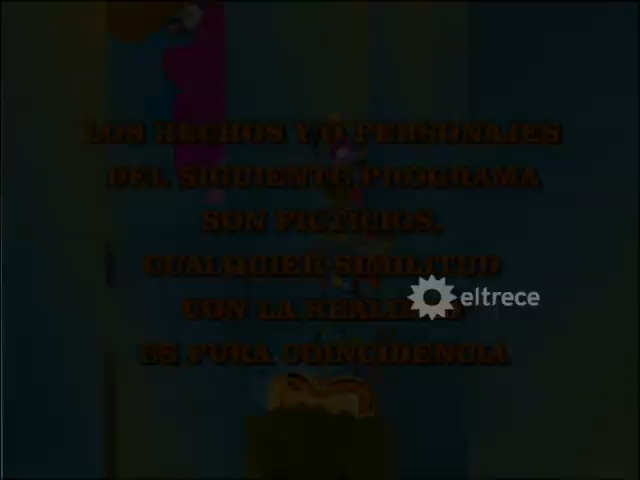 LOS HECHOS Y/O PERSONAJES
DEL SIGUIENTE PROGRAMA
SON FICTICIOS,
CUALQUIER SIMILITUD
CON LA REALIDAD
ES PURA COINCIDENCIA
eltrece